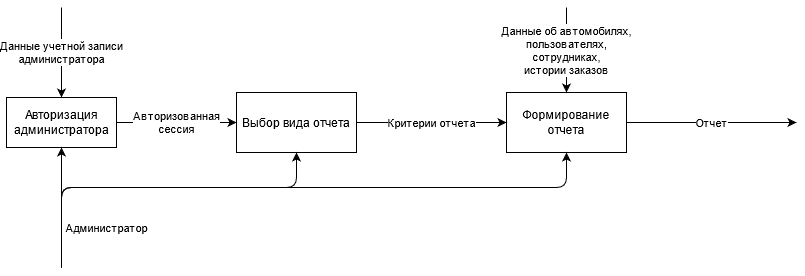 Данные учетной записи
администратора
Данные об автомобилях,
пользователях,
сотрудниках,
истории заказов
Авторизация
администратора
Авторизованная
сессия
Выбор вида отчета
Критерии отчета
Формирование
отчета
Отчет
Администратор